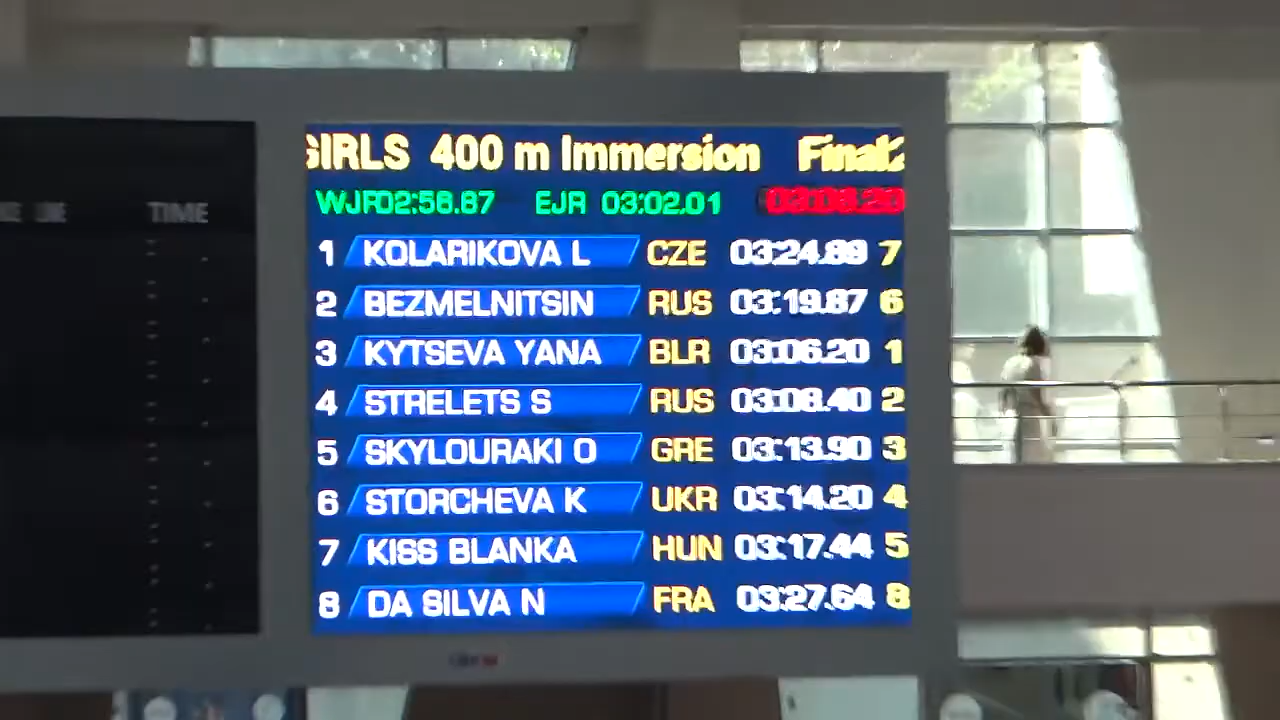 GIRLS 400 m Immersion Final
WJR 02:56.87 EJR 03:02.01
TIME
1 KOLARIKOVA L CZE 03:24.89 7
2 BEZMELNITSIN RUS 03:19.87 6
3 KYTSEVA YANA BLR 03:06.20 1
4 STRELETS S RUS 03:08.40 2
5 SKYLOURAKI O GRE 03:13.90 3
6 STORCHEVA K UKR 03:14.20 4
7 KISS BLANKA HUN 03:17.44 5
8 DA SILVA N FRA 03:27.64 8